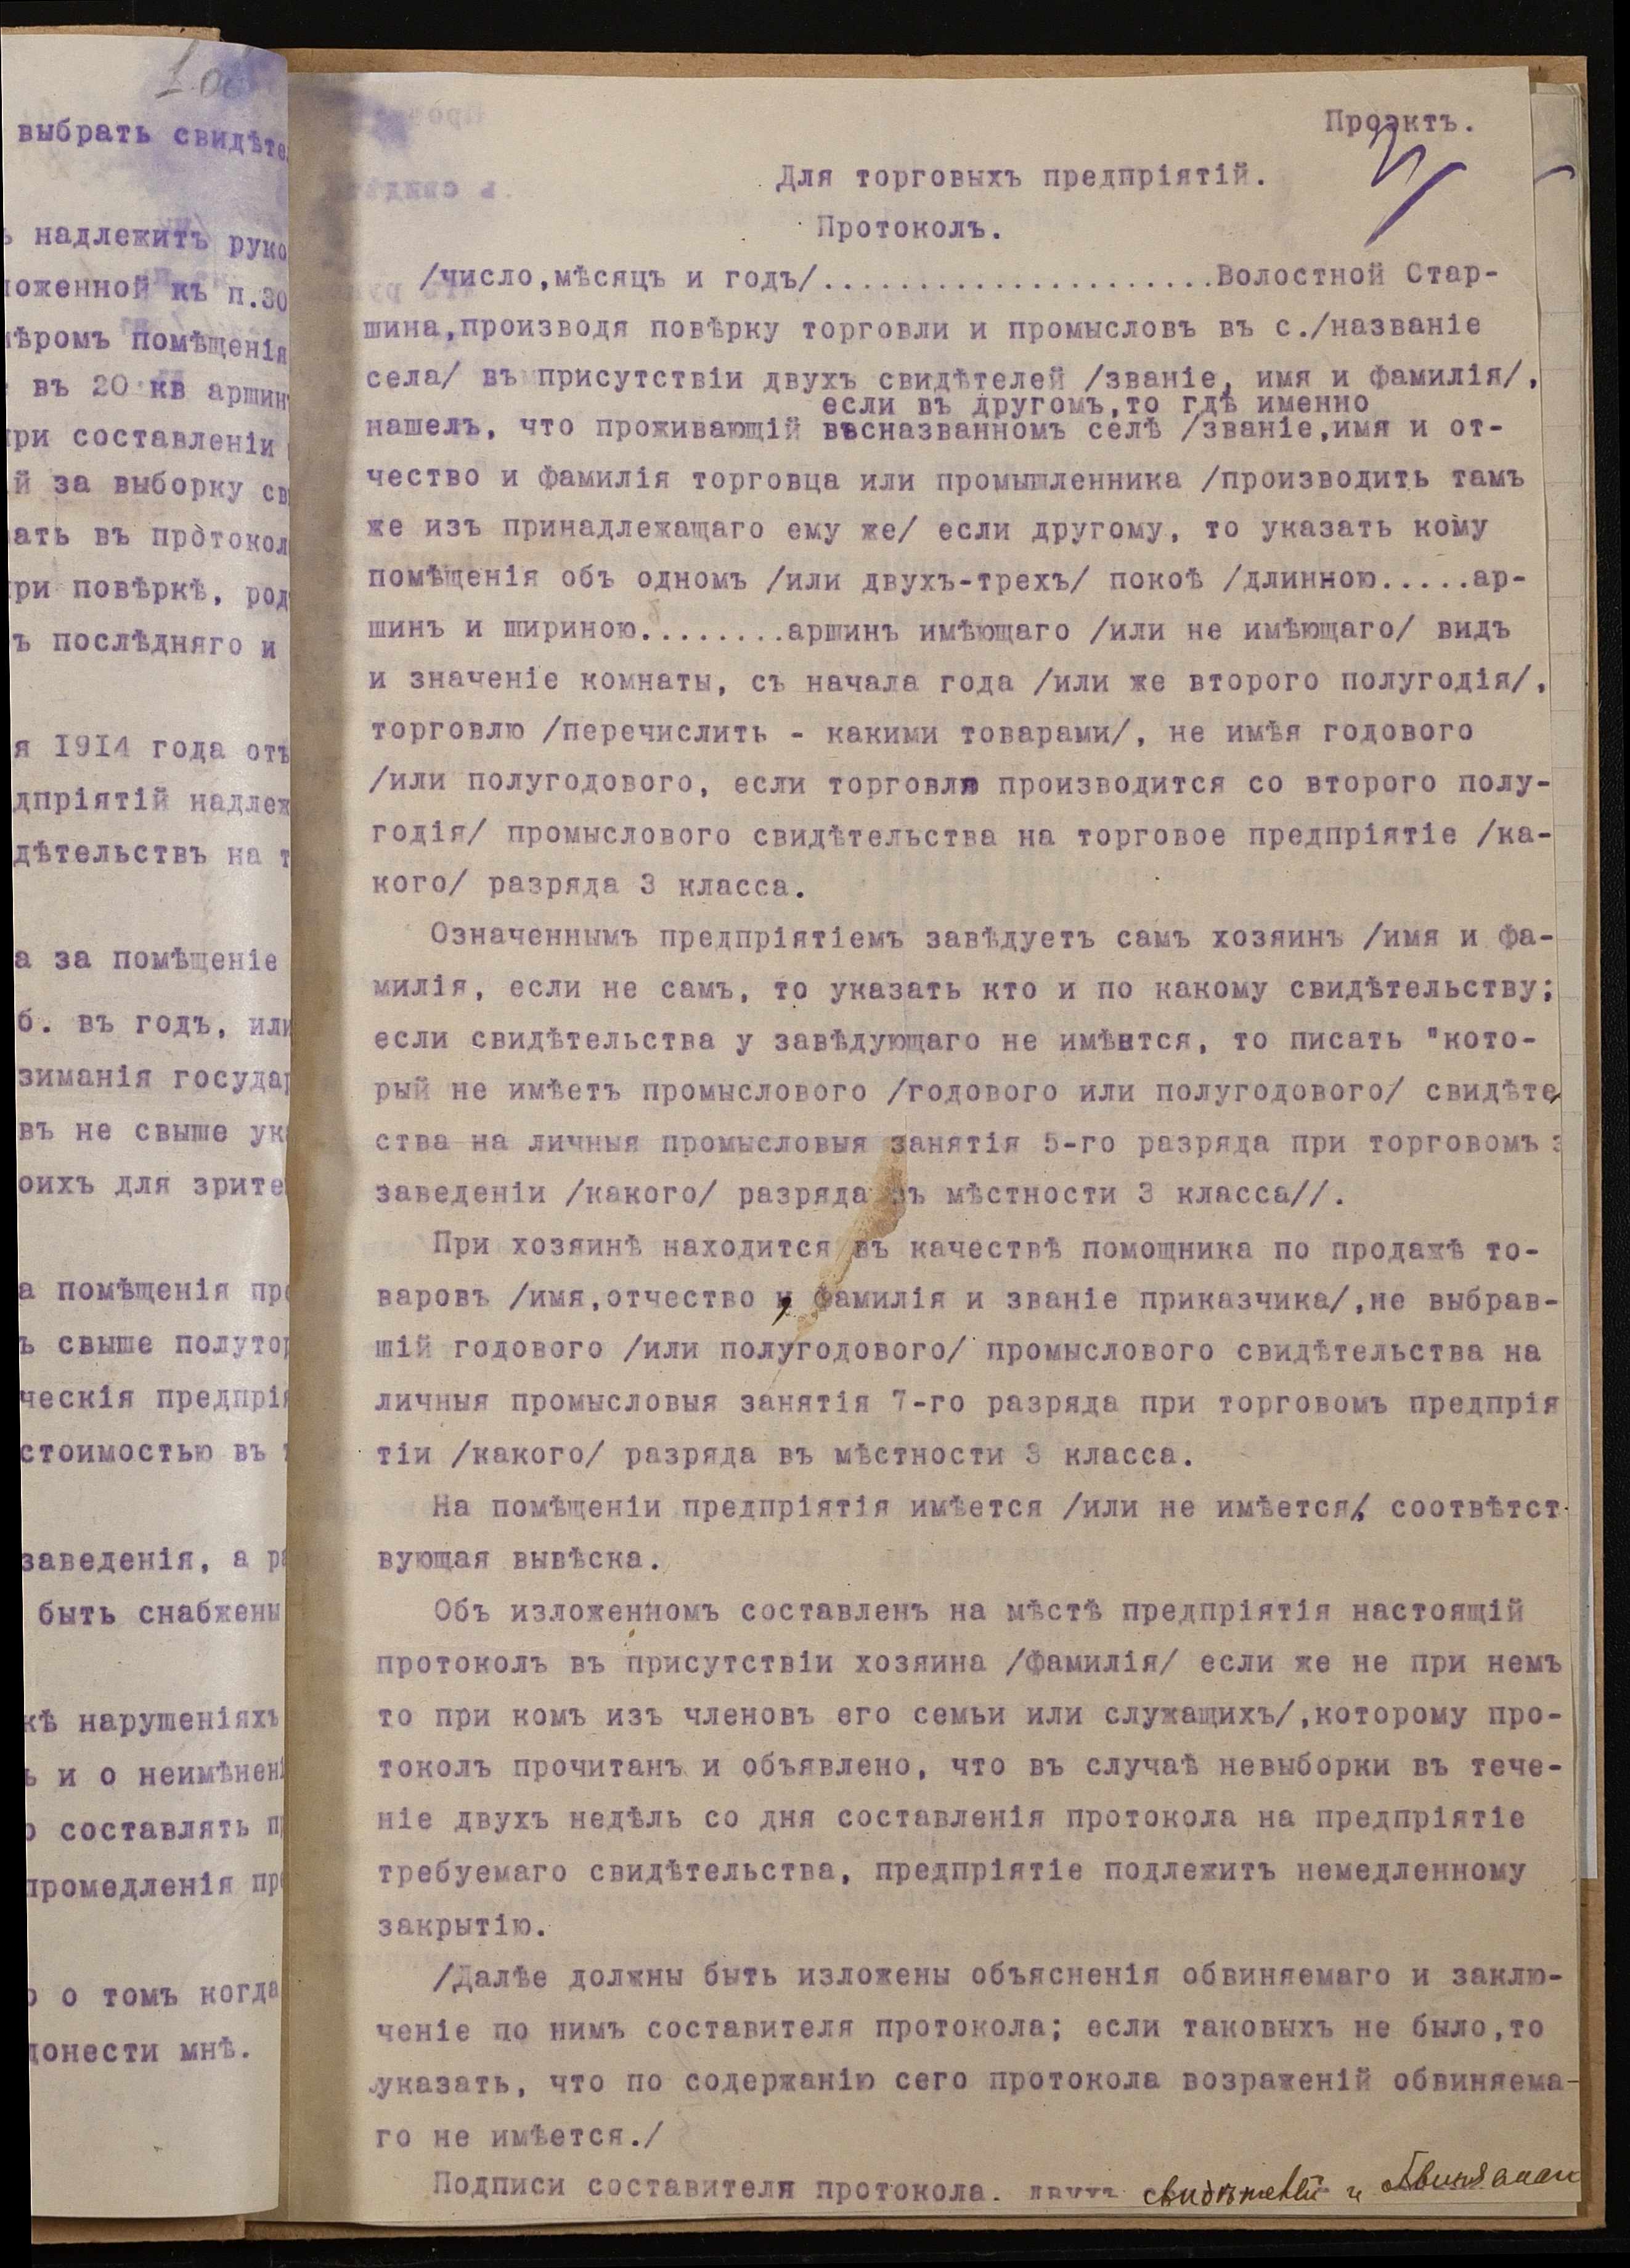 1 об
выбрать свидѣте
надлежитъ руко
ложенной къ п.30
мѣромъ помѣщенія
въ 20 кв аршин
при составленіи
й за выборку св
ать въ протокол
ри повѣркѣ, род
ъ послѣдняго и
я 1914 года отъ
дпріятій надлеж
дѣтельствъ на т
а за помѣщеніе
б. въ годъ, или
зиманія государ
въ не свыше ук
оихъ для зрите
а помѣщенія про
ъ свыше полутор
ческія предпрія
стоимостью въ т
заведенія, а ра
быть снабжены
кѣ нарушеніяхъ
ь и о неимѣнені
о составлять п
промедленія пре
о о томъ когда
донести мнѣ.
Проэктъ.
Для торговыхъ предпріятій.
Протоколъ.
/число,мѣсяцъ и годъ/......................Волостной Стар-
шина,производя повѣрку торговли и промысловъ въ с./названіе
села/ въ присутствіи двухъ свидѣтелей /званіе, имя и фамилія/,
если въ другомъ,то гдѣ именно
нашелъ, что проживающій въсназванномъ селѣ /званіе,имя и от-
чество и фамилія торговца или промышленника /производить тамъ
же изъ принадлежащаго ему же/ если другому, то указать кому
помѣщенія объ одномъ /или двухъ-трехъ/ покоѣ /длинною.....ар-
шинъ и шириною........аршинъ имѣющаго /или не имѣющаго/ видъ
и значеніе комнаты, съ начала года /или же второго полугодія/,
торговлю /перечислить - какими товарами/, не имѣя годового
/или полугодового, если торговля производится со второго полу-
годія/ промыслового свидѣтельства на торговое предпріятіе /ка-
кого/ разряда 3 класса.
Означеннымъ предпріятіемъ завѣдуетъ самъ хозяинъ /имя и фа-
милія, если не самъ, то указать кто и по какому свидѣтельству;
если свидѣтельства у завѣдующаго не имѣется, то писать "кото-
рый не имѣетъ промыслового /годового или полугодового/ свидѣте
ства на личныя промысловыя занятія 5-го разряда при торговомъ з
заведеніи /какого/ разряда въ мѣстности 3 класса//.
При хозяинѣ находится въ качествѣ помощника по продажѣ то-
варовъ /имя,отчество и фамилія и званіе приказчика/,не выбрав-
шій годового /или полугодового/ промыслового свидѣтельства на
личныя промысловыя занятія 7-го разряда при торговомъ предпрія
тіи /какого/ разряда въ мѣстности 3 класса.
На помѣщеніи предпріятія имѣется /или не имѣется/, соотвѣтст-
вующая вывѣска.
Объ изложенномъ составленъ на мѣстѣ предпріятія настоящій
протоколъ въ присутствіи хозяина /фамилія/ если же не при немъ
то при комъ изъ членовъ его семьи или служащихъ/,которому про-
токолъ прочитанъ и объявлено, что въ случаѣ невыборки въ тече-
ніе двухъ недѣль со дня составленія протокола на предпріятіе
требуемаго свидѣтельства, предпріятіе подлежитъ немедленному
закрытію.
/Далѣе должны быть изложены объясненія обвиняемаго и заклю-
ченіе по нимъ составителя протокола; если таковыхъ не было,то
указать, что по содержанію сего протокола возраженій обвиняема-
го не имѣется./
Подписи составителя протокола. двухъ свидѣтелей и обвиняемаго